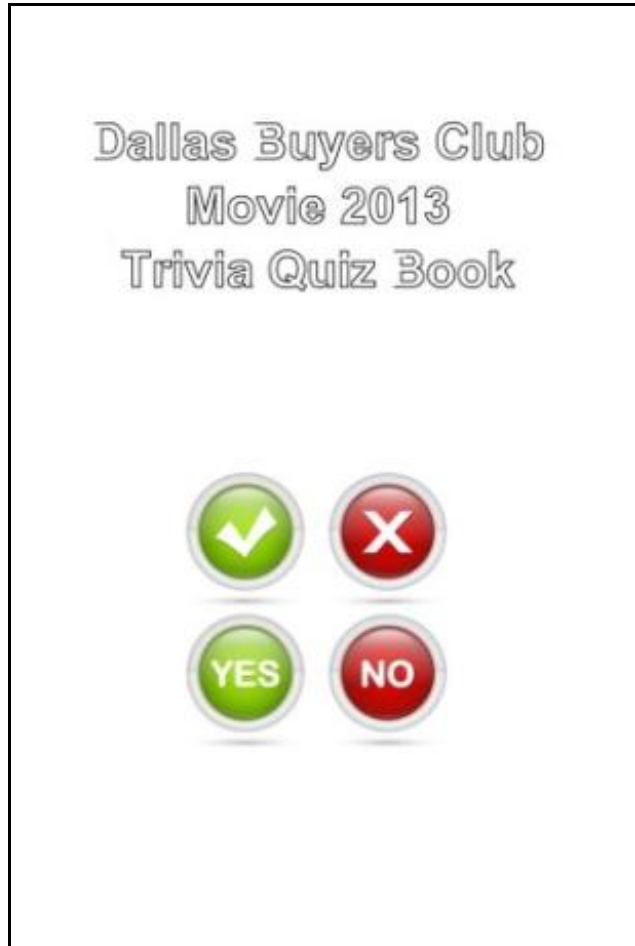 Dallas Buyers Club
Movie 2013
Trivia Quiz Book
X
YES NO